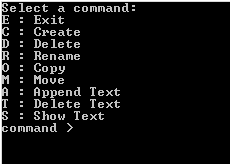 Select a command:
E : Exit
C : Create
D : Delete
R : Rename
O : Copy
M : Move
A : Append Text
T : Delete Text
S : Show Text
command >